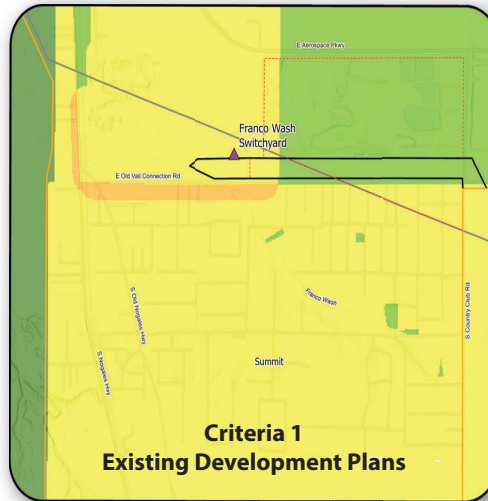 E Aerospace Pkwy
Franco Wash
Switchyard
E Old Vail Connection Rd
S Old Nogales Hwy
Franco Wash
S Country Club Rd
S Nogales Hwy
Summit
Criteria 1
Existing Development Plans